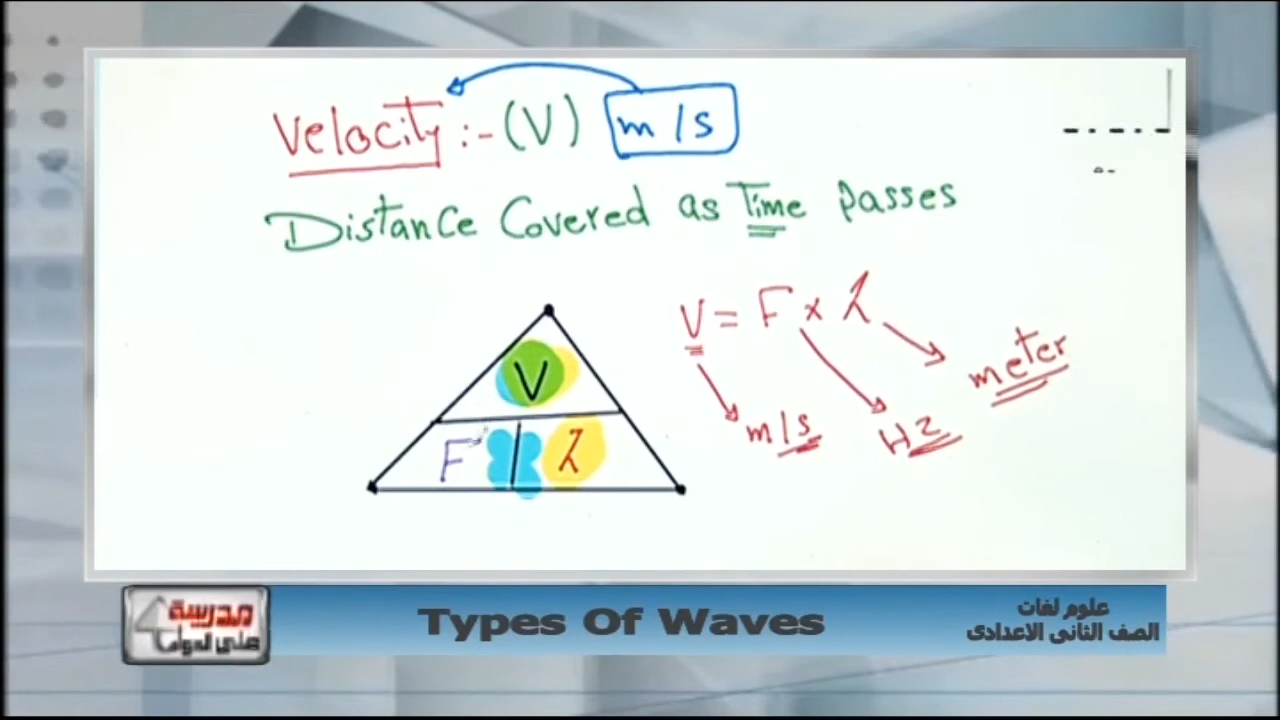 Velocity :- (V) m/s
Distance Covered as Time passes
V = F × λ
meter
m/s
HZ
V
F λ
مدرسة
على الهواء
Types Of Waves
علوم لغات
الصف الثانى الاعدادى